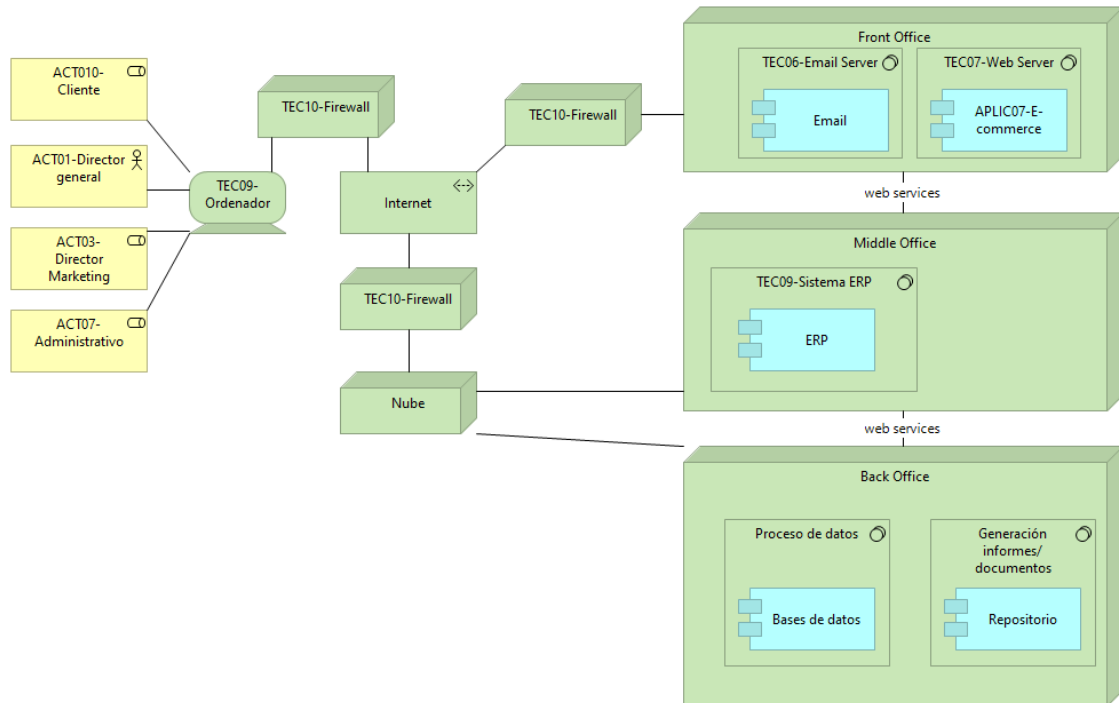 ACT010-
Cliente
ACT01-Director
general
ACT03-
Director
Marketing
ACT07-
Administrativo
TEC09-
Ordenador
TEC10-Firewall
Internet
TEC10-Firewall
TEC10-Firewall
Nube
Front Office
TEC06-Email Server
Email
TEC07-Web Server
APLIC07-E-
commerce
web services
Middle Office
TEC09-Sistema ERP
ERP
web services
Back Office
Proceso de datos
Bases de datos
Generación
informes/
documentos
Repositorio